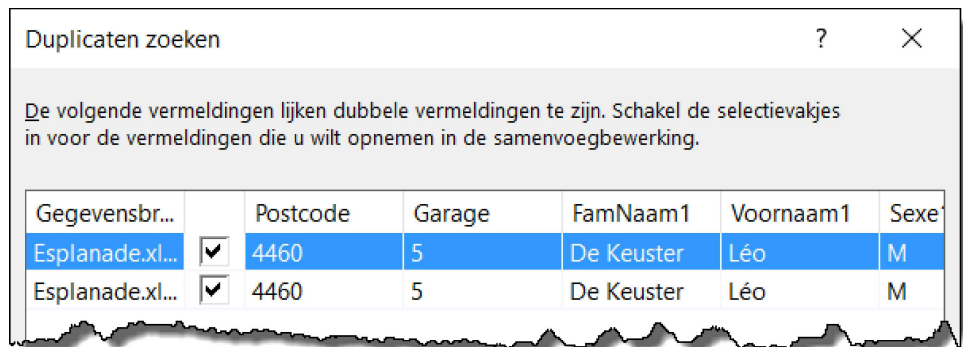 Duplicaten zoeken ?
De volgende vermeldingen lijken dubbele vermeldingen te zijn. Schakel de selectievakjes
in voor de vermeldingen die u wilt opnemen in de samenvoegbewerking.
Gegevensbr... Postcode Garage FamNaam1 Voornaam1 Sexe
Esplanade.xl... 4460 5 De Keuster Léo M
Esplanade.xl... 4460 5 De Keuster Léo M